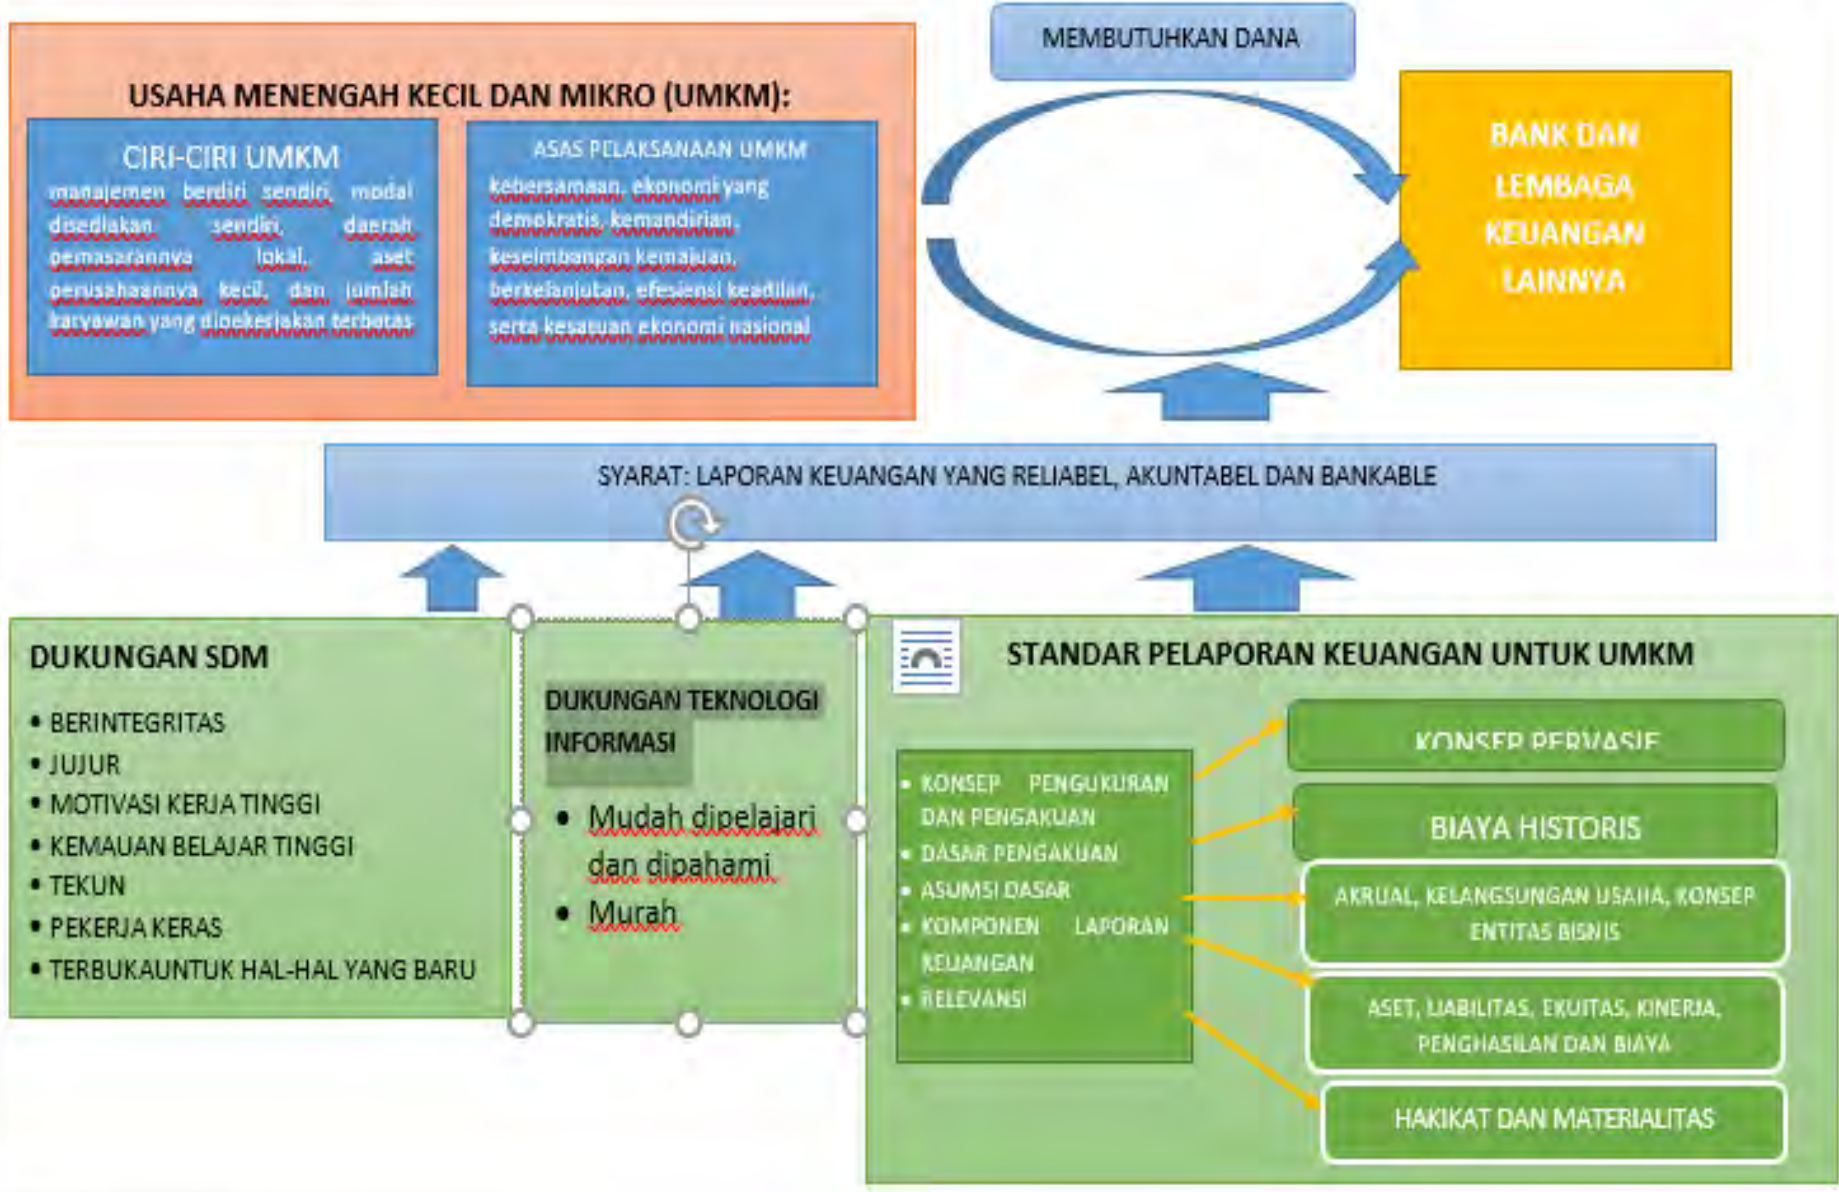 MEMBUTUHKAN DANA
USAHA MENENGAH KECIL DAN MIKRO (UMKM):
CIRI-CIRI UMKM
manajemen berdiri sendiri, modal
disediakan sendiri, daerah
pemasarannya lokal, aset
perusahaannya kecil, dan jumlah
karyawan yang dipekerjakan terbatas
ASAS PELAKSANAAN UMKM
kebersamaan, ekonomi yang
demokratis, kemandirian,
keseimbangan kemajuan,
berkelanjutan, efesiensi keadilan,
serta kesatuan ekonomi nasional
BANK DAN
LEMBAGA
KEUANGAN
LAINNYA
SYARAT: LAPORAN KEUANGAN YANG RELIABEL, AKUNTABEL DAN BANKABLE
DUKUNGAN SDM
• BERINTEGRITAS
• JUJUR
• MOTIVASI KERJA TINGGI
• KEMAUAN BELAJAR TINGGI
• TEKUN
• PEKERJA KERAS
• TERBUKAUNTUK HAL-HAL YANG BARU
DUKUNGAN TEKNOLOGI
INFORMASI
• Mudah dipelajari
dan dipahami
• Murah
STANDAR PELAPORAN KEUANGAN UNTUK UMKM
• KONSEP PENGUKURAN
DAN PENGAKUAN
• DASAR PENGAKUAN
• ASUMSI DASAR
• KOMPONEN LAPORAN
KEUANGAN
• RELEVANSI
KONSEP PERVASIF
BIAYA HISTORIS
AKRUAL, KELANGSUNGAN USAHA, KONSEP
ENTITAS BISNIS
ASET, LIABILITAS, EKUITAS, KINERJA,
PENGHASILAN DAN BIAYA
HAKIKAT DAN MATERIALITAS